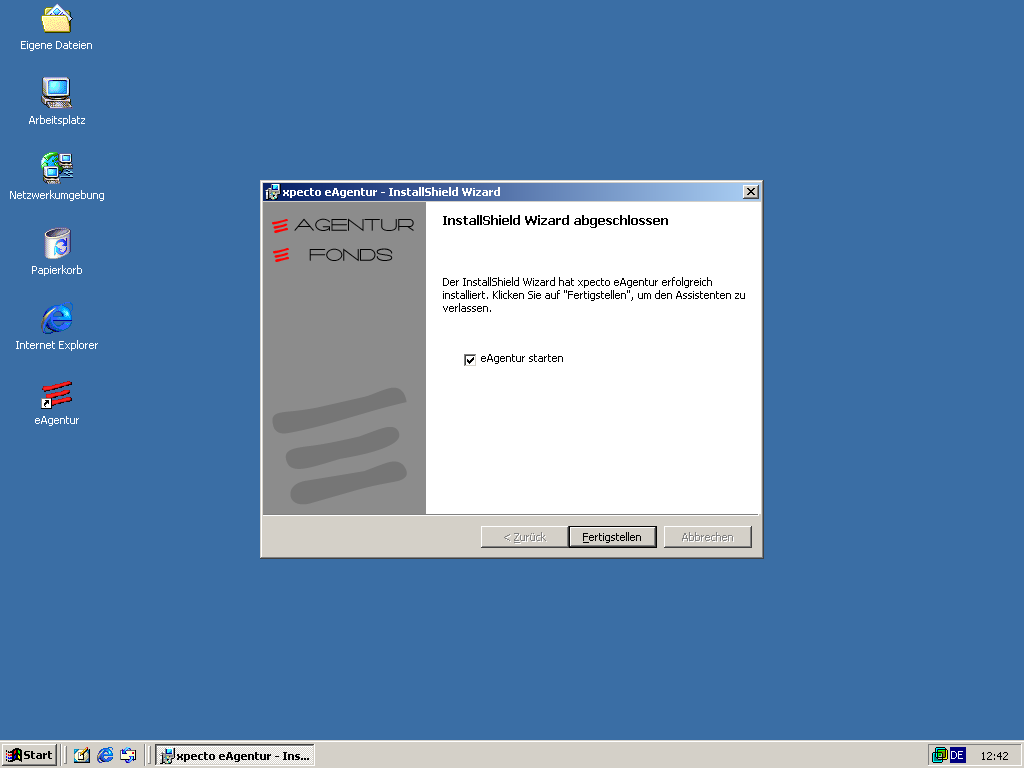 Eigene Dateien
Arbeitsplatz
Netzwerkumgebung
Papierkorb
Internet Explorer
eAgentur
xpecto eAgentur - InstallShield Wizard
AGENTUR
FONDS
InstallShield Wizard abgeschlossen
Der InstallShield Wizard hat xpecto eAgentur erfolgreich
installiert. Klicken Sie auf "Fertigstellen", um den Assistenten zu
verlassen.
eAgentur starten
< Zurück
Fertigstellen
Abbrechen
Start
xpecto eAgentur - Ins...
DE
12:42